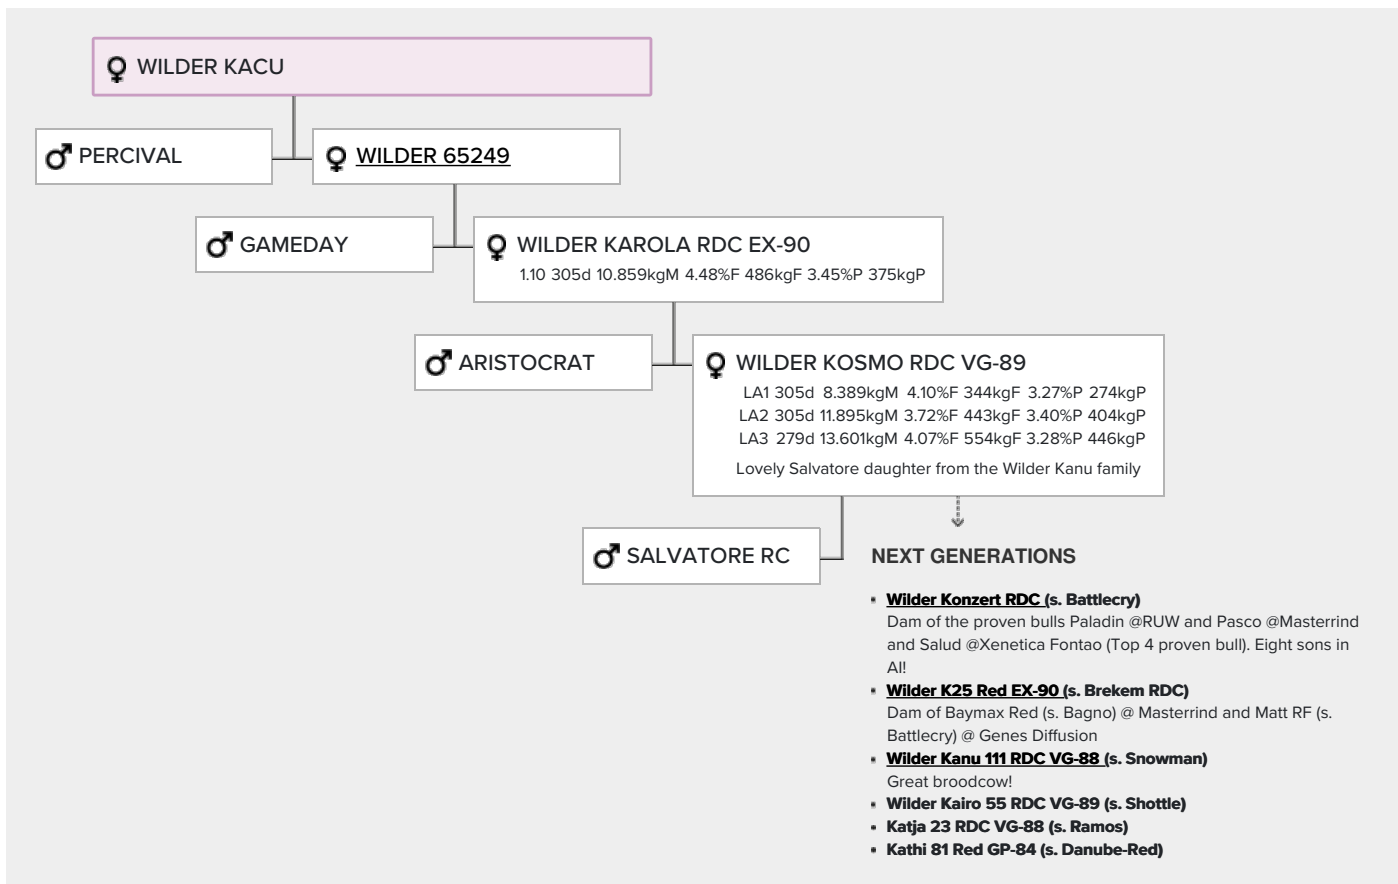 WILDER KACU
PERCIVAL
WILDER 65249
GAMEDAY
WILDER KAROLA RDC EX-90
1.10 305d 10.859kgM 4.48%F 486kgF 3.45%P 375kgP
ARISTOCRAT
WILDER KOSMO RDC VG-89
LA1 305d 8.389kgM 4.10%F 344kgF 3.27%P 274kgP
LA2 305d 11.895kgM 3.72%F 443kgF 3.40%P 404kgP
LA3 279d 13.601kgM 4.07%F 554kgF 3.28%P 446kgP
Lovely Salvatore daughter from the Wilder Kanu family
SALVATORE RC
NEXT GENERATIONS
Wilder Konzert RDC (s. Battlecry)
Dam of the proven bulls Paladin @RUW and Pasco @Masterrind
and Salud @Xenetica Fontao (Top 4 proven bull). Eight sons in
AI!
Wilder K25 Red EX-90 (s. Brekem RDC)
Dam of Baymax Red (s. Bagno) @ Masterrind and Matt RF (s.
Battlecry) @ Genes Diffusion
Wilder Kanu 111 RDC VG-88 (s. Snowman)
Great broodcow!
Wilder Kairo 55 RDC VG-89 (s. Shottle)
Katja 23 RDC VG-88 (s. Ramos)
Kathi 81 Red GP-84 (s. Danube-Red)